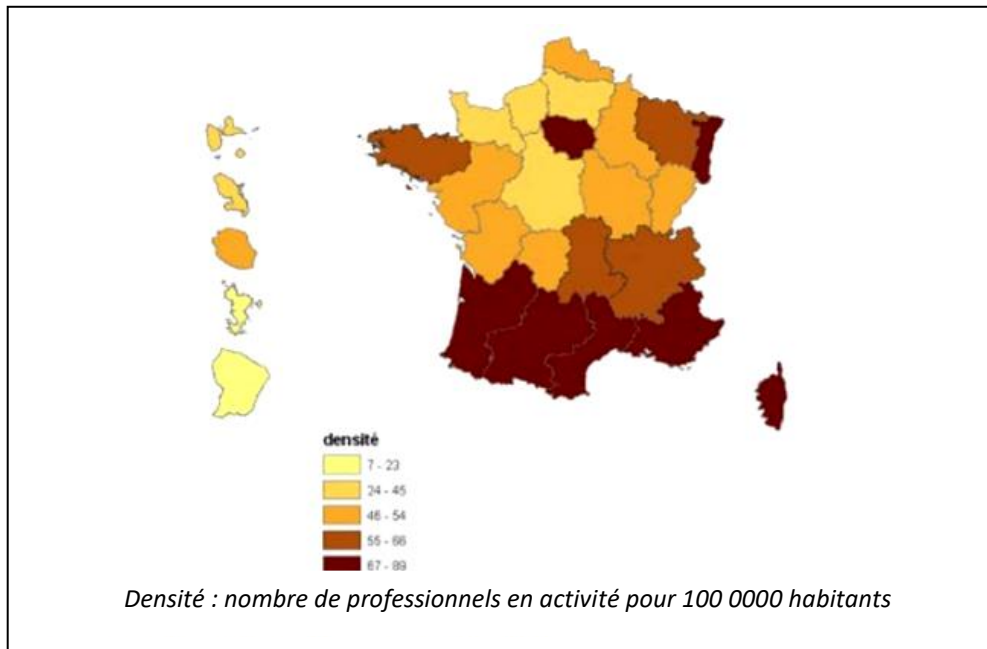 densité
7 - 23
24 - 45
46 - 54
55 - 66
67 - 89
Densité : nombre de professionnels en activité pour 100 0000 habitants